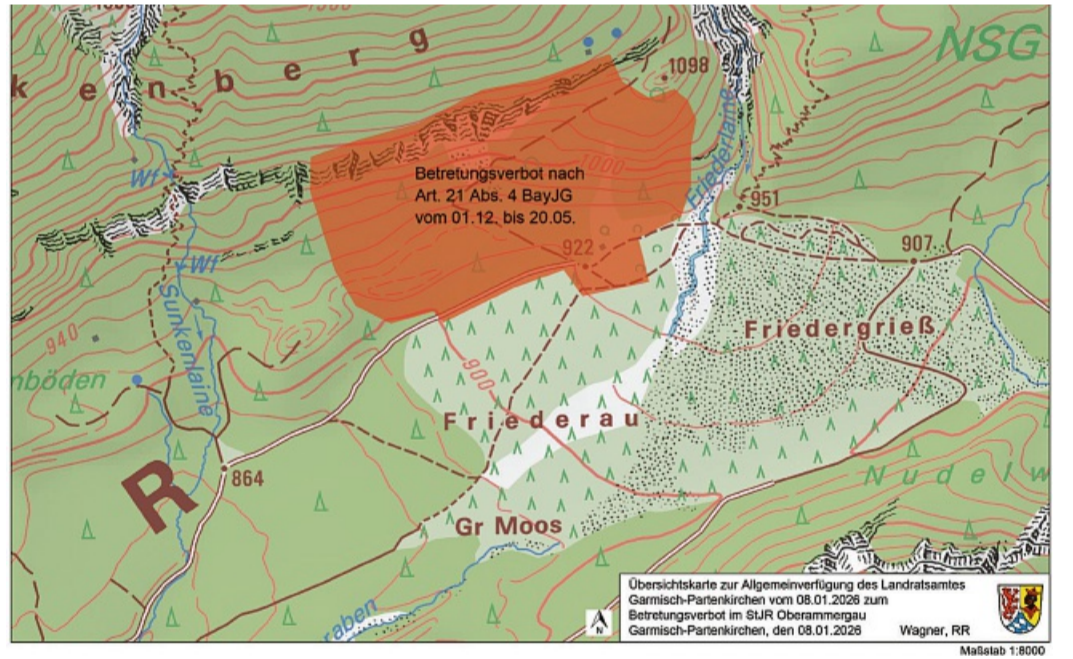 k e n b e r g
NSG
1098
Wf
Betretungsverbot nach
Art. 21 Abs. 4 BayJG
vom 01.12. bis 20.05.
1000
Friederlaine
951
922
907
Wf
Sunkenlaine
940
Friedergrieß
nböden
900
Friederau
864
R
Nudelw
Gr Moos
raben
N
Übersichtskarte zur Allgemeinverfügung des Landratsamtes
Garmisch-Partenkirchen vom 08.01.2026 zum
Betretungsverbot im StJR Oberammergau
Garmisch-Partenkirchen, den 08.01.2026 Wagner, RR
Maßstab 1:8000